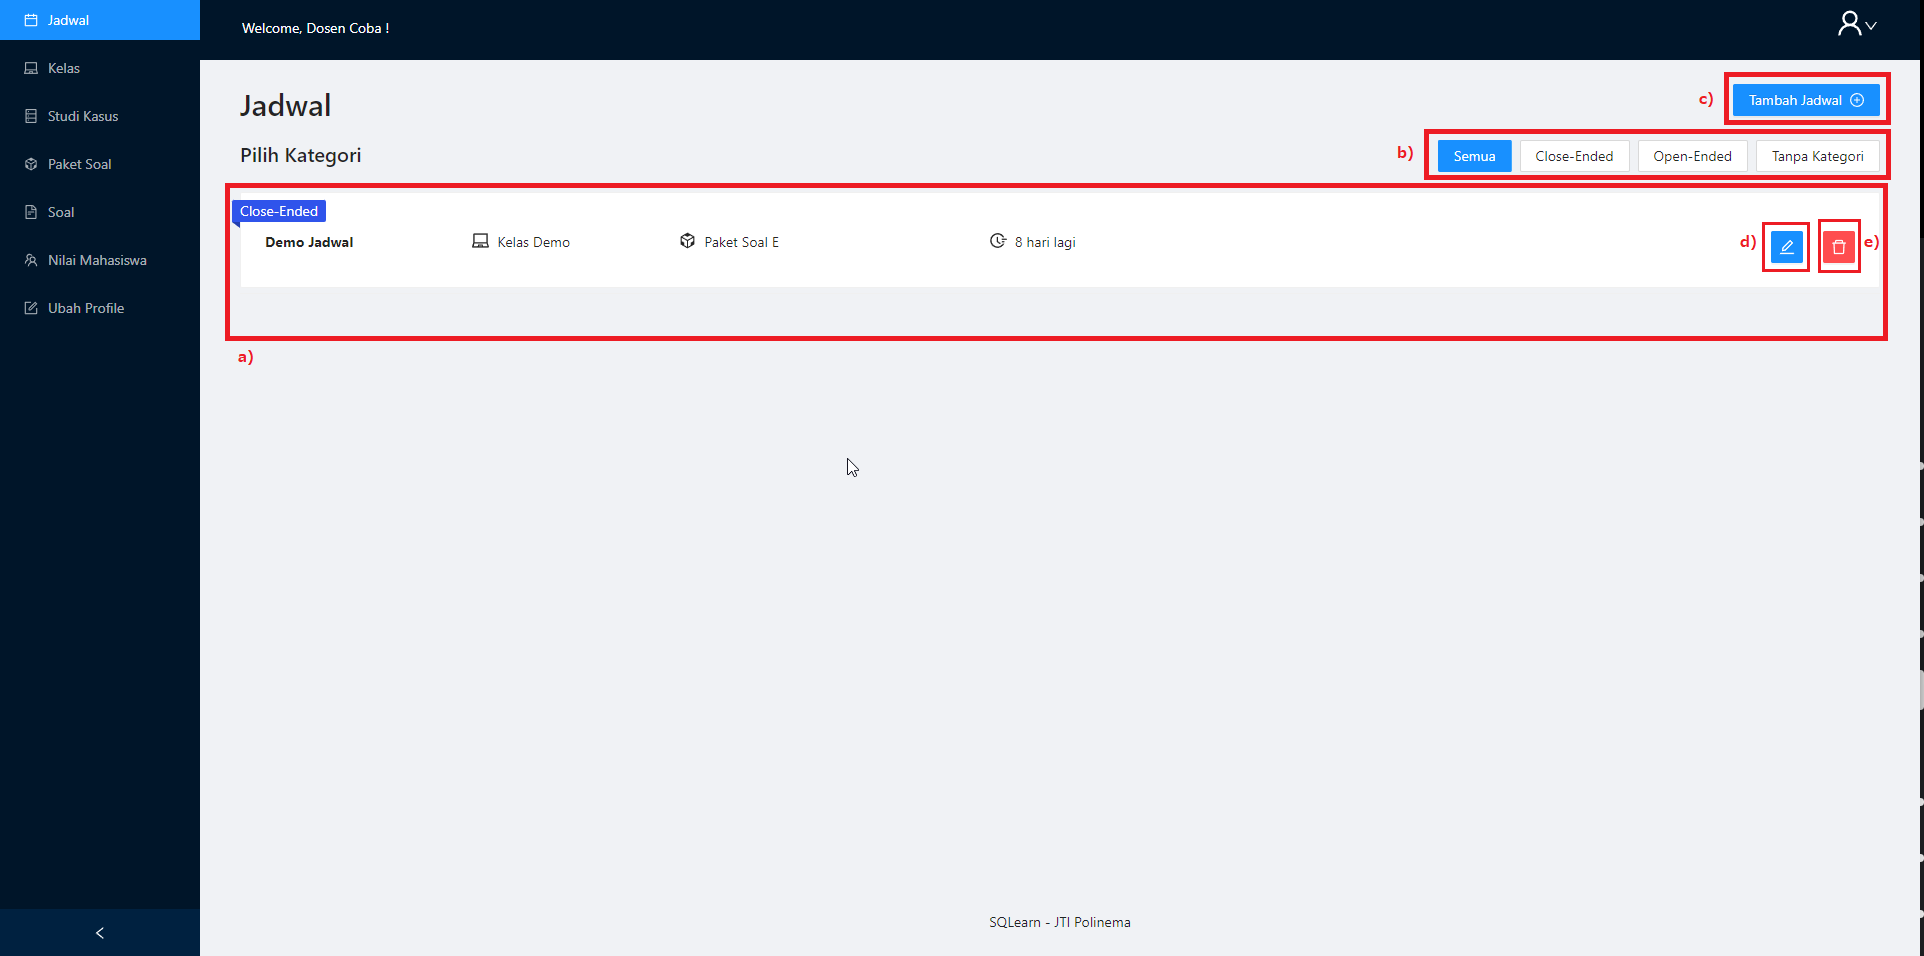 Jadwal
Kelas
Studi Kasus
Paket Soal
Soal
Nilai Mahasiswa
Ubah Profile
Welcome, Dosen Coba !
Jadwal
c) Tambah Jadwal
Pilih Kategori
b) Semua Close-Ended Open-Ended Tanpa Kategori
Close-Ended
Demo Jadwal Kelas Demo Paket Soal E 8 hari lagi d) e)
a)
SQLearn - JTI Polinema